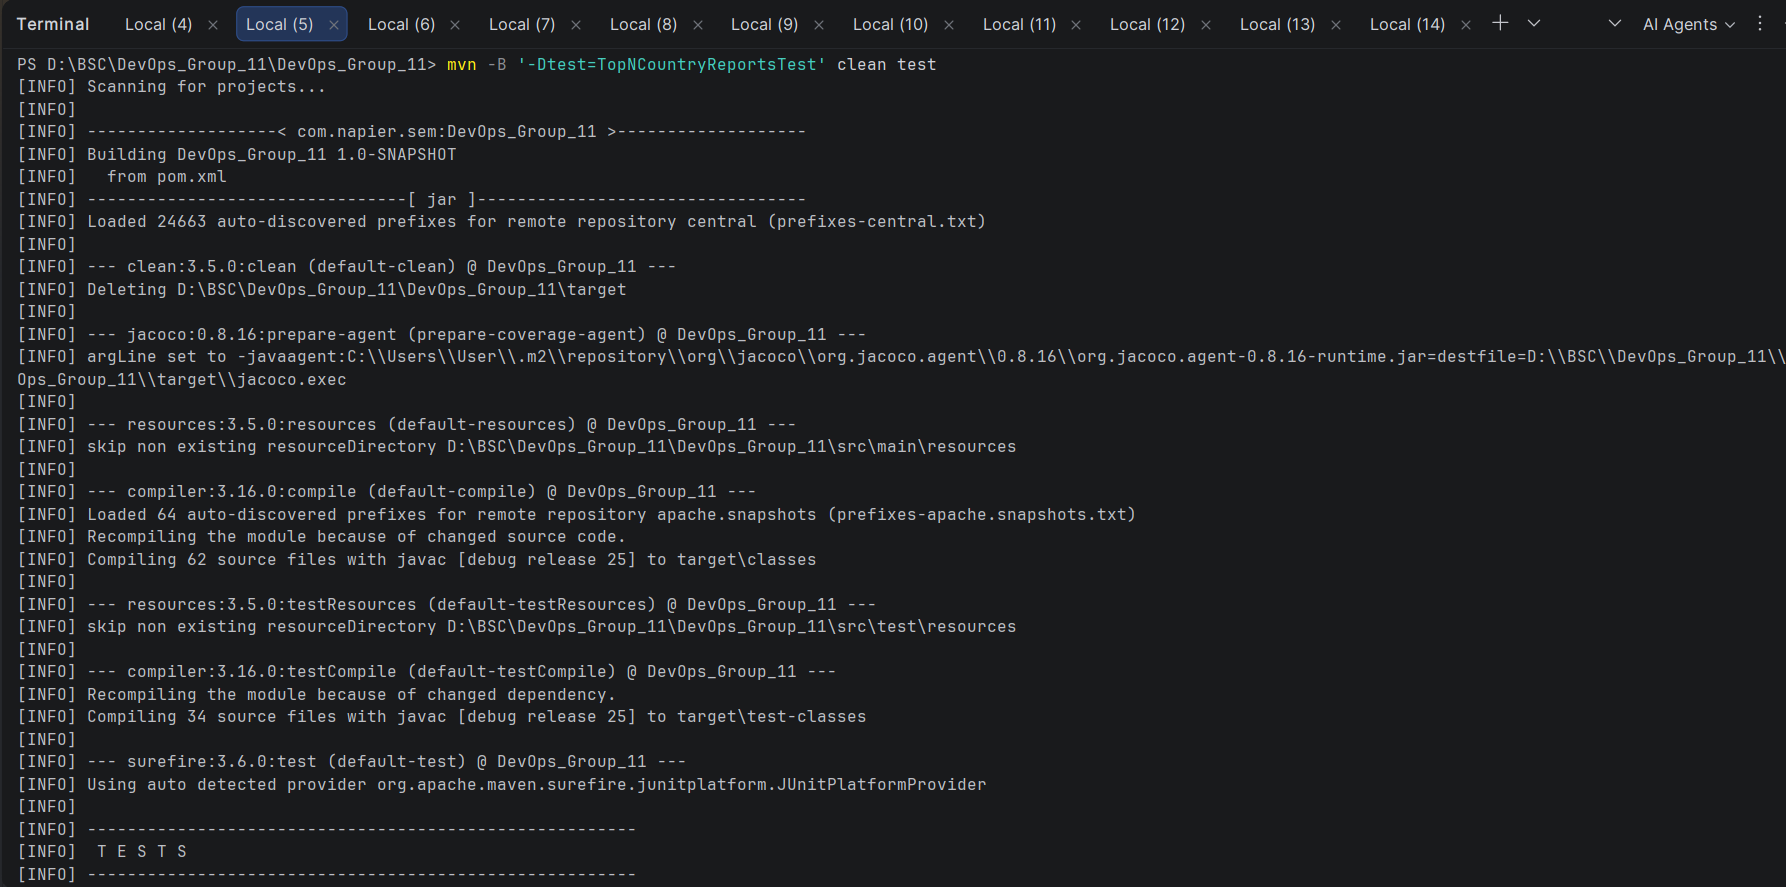 Terminal Local (4) × Local (5) × Local (6) × Local (7) × Local (8) × Local (9) × Local (10) × Local (11) × Local (12) × Local (13) × Local (14) × AI Agents
PS D:\BSC\DevOps_Group_11\DevOps_Group_11> mvn -B '-Dtest=TopNCountryReportsTest' clean test
[INFO] Scanning for projects...
[INFO]
[INFO] -------------------< com.napier.sem:DevOps_Group_11 >-------------------
[INFO] Building DevOps_Group_11 1.0-SNAPSHOT
[INFO]   from pom.xml
[INFO] --------------------------------[ jar ]---------------------------------
[INFO] Loaded 24663 auto-discovered prefixes for remote repository central (prefixes-central.txt)
[INFO]
[INFO] --- clean:3.5.0:clean (default-clean) @ DevOps_Group_11 ---
[INFO] Deleting D:\BSC\DevOps_Group_11\DevOps_Group_11\target
[INFO]
[INFO] --- jacoco:0.8.16:prepare-agent (prepare-coverage-agent) @ DevOps_Group_11 ---
[INFO] argLine set to -javaagent:C:\\Users\\User\\.m2\\repository\\org\\jacoco\\org.jacoco.agent\\0.8.16\\org.jacoco.agent-0.8.16-runtime.jar=destfile=D:\\BSC\\DevOps_Group_11\\
Ops_Group_11\\target\\jacoco.exec
[INFO]
[INFO] --- resources:3.5.0:resources (default-resources) @ DevOps_Group_11 ---
[INFO] skip non existing resourceDirectory D:\BSC\DevOps_Group_11\DevOps_Group_11\src\main\resources
[INFO]
[INFO] --- compiler:3.16.0:compile (default-compile) @ DevOps_Group_11 ---
[INFO] Loaded 64 auto-discovered prefixes for remote repository apache.snapshots (prefixes-apache.snapshots.txt)
[INFO] Recompiling the module because of changed source code.
[INFO] Compiling 62 source files with javac [debug release 25] to target\classes
[INFO]
[INFO] --- resources:3.5.0:testResources (default-testResources) @ DevOps_Group_11 ---
[INFO] skip non existing resourceDirectory D:\BSC\DevOps_Group_11\DevOps_Group_11\src\test\resources
[INFO]
[INFO] --- compiler:3.16.0:testCompile (default-testCompile) @ DevOps_Group_11 ---
[INFO] Recompiling the module because of changed dependency.
[INFO] Compiling 34 source files with javac [debug release 25] to target\test-classes
[INFO]
[INFO] --- surefire:3.6.0:test (default-test) @ DevOps_Group_11 ---
[INFO] Using auto detected provider org.apache.maven.surefire.junitplatform.JUnitPlatformProvider
[INFO]
[INFO] -------------------------------------------------------
[INFO]  T E S T S
[INFO] -------------------------------------------------------